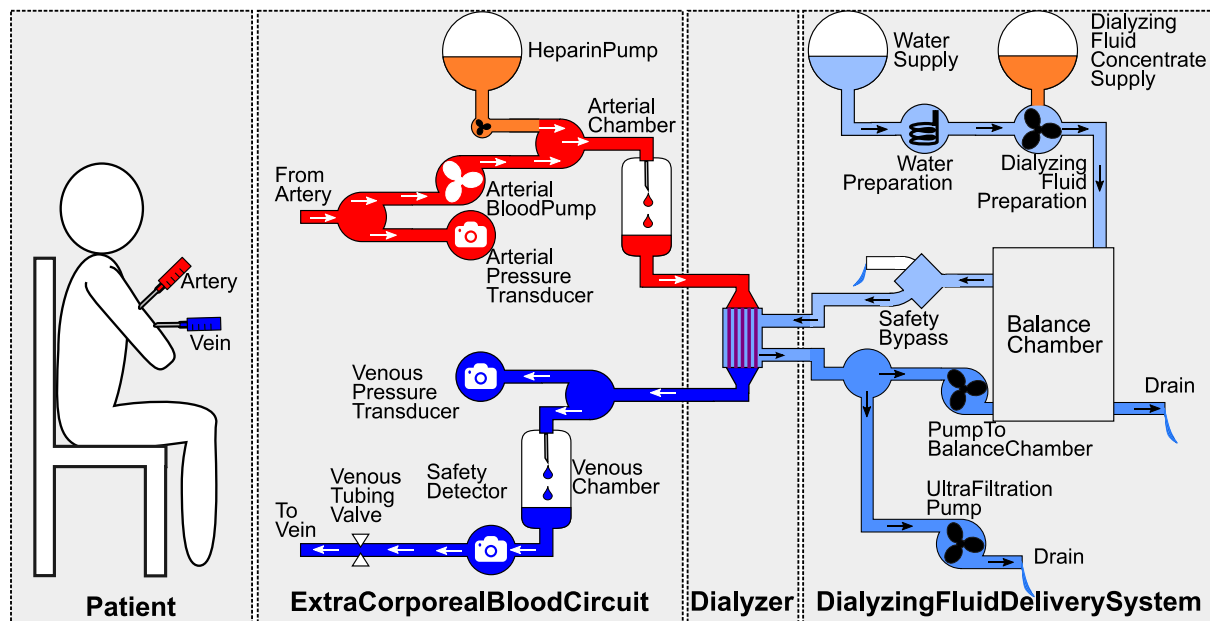 HeparinPump
Arterial
Chamber
From
Artery
Arterial
BloodPump
Arterial
Pressure
Transducer
Artery
Vein
Venous
Pressure
Transducer
Venous
Chamber
Safety
Detector
Venous
Tubing
Valve
To
Vein
Water
Supply
Dialyzing
Fluid
Concentrate
Supply
Water
Preparation
Dialyzing
Fluid
Preparation
Safety
Bypass
Balance
Chamber
Drain
PumpTo
BalanceChamber
UltraFiltration
Pump
Drain
Patient
ExtraCorporealBloodCircuit
Dialyzer
DialyzingFluidDeliverySystem